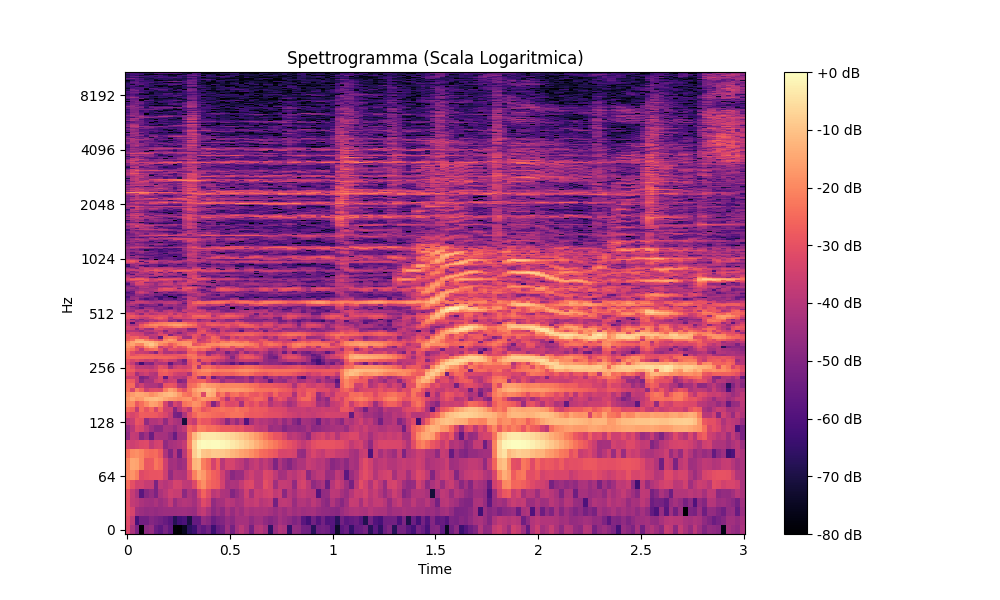 Spettrogramma (Scala Logaritmica)
8192
4096
2048
1024
512
256
128
64
0
Hz
0
0.5
1
1.5
2
2.5
3
Time
+0 dB
-10 dB
-20 dB
-30 dB
-40 dB
-50 dB
-60 dB
-70 dB
-80 dB